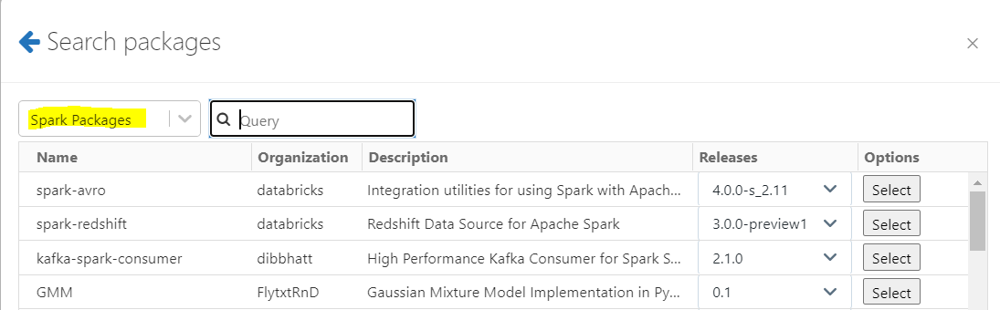 Search packages
Spark Packages Query
Name Organization Description Releases Options
spark-avro databricks Integration utilities for using Spark with Apach... 4.0.0-s_2.11 Select
spark-redshift databricks Redshift Data Source for Apache Spark 3.0.0-preview1 Select
kafka-spark-consumer dibbhatt High Performance Kafka Consumer for Spark S... 2.1.0 Select
GMM FlytxtRnD Gaussian Mixture Model Implementation in Py... 0.1 Select